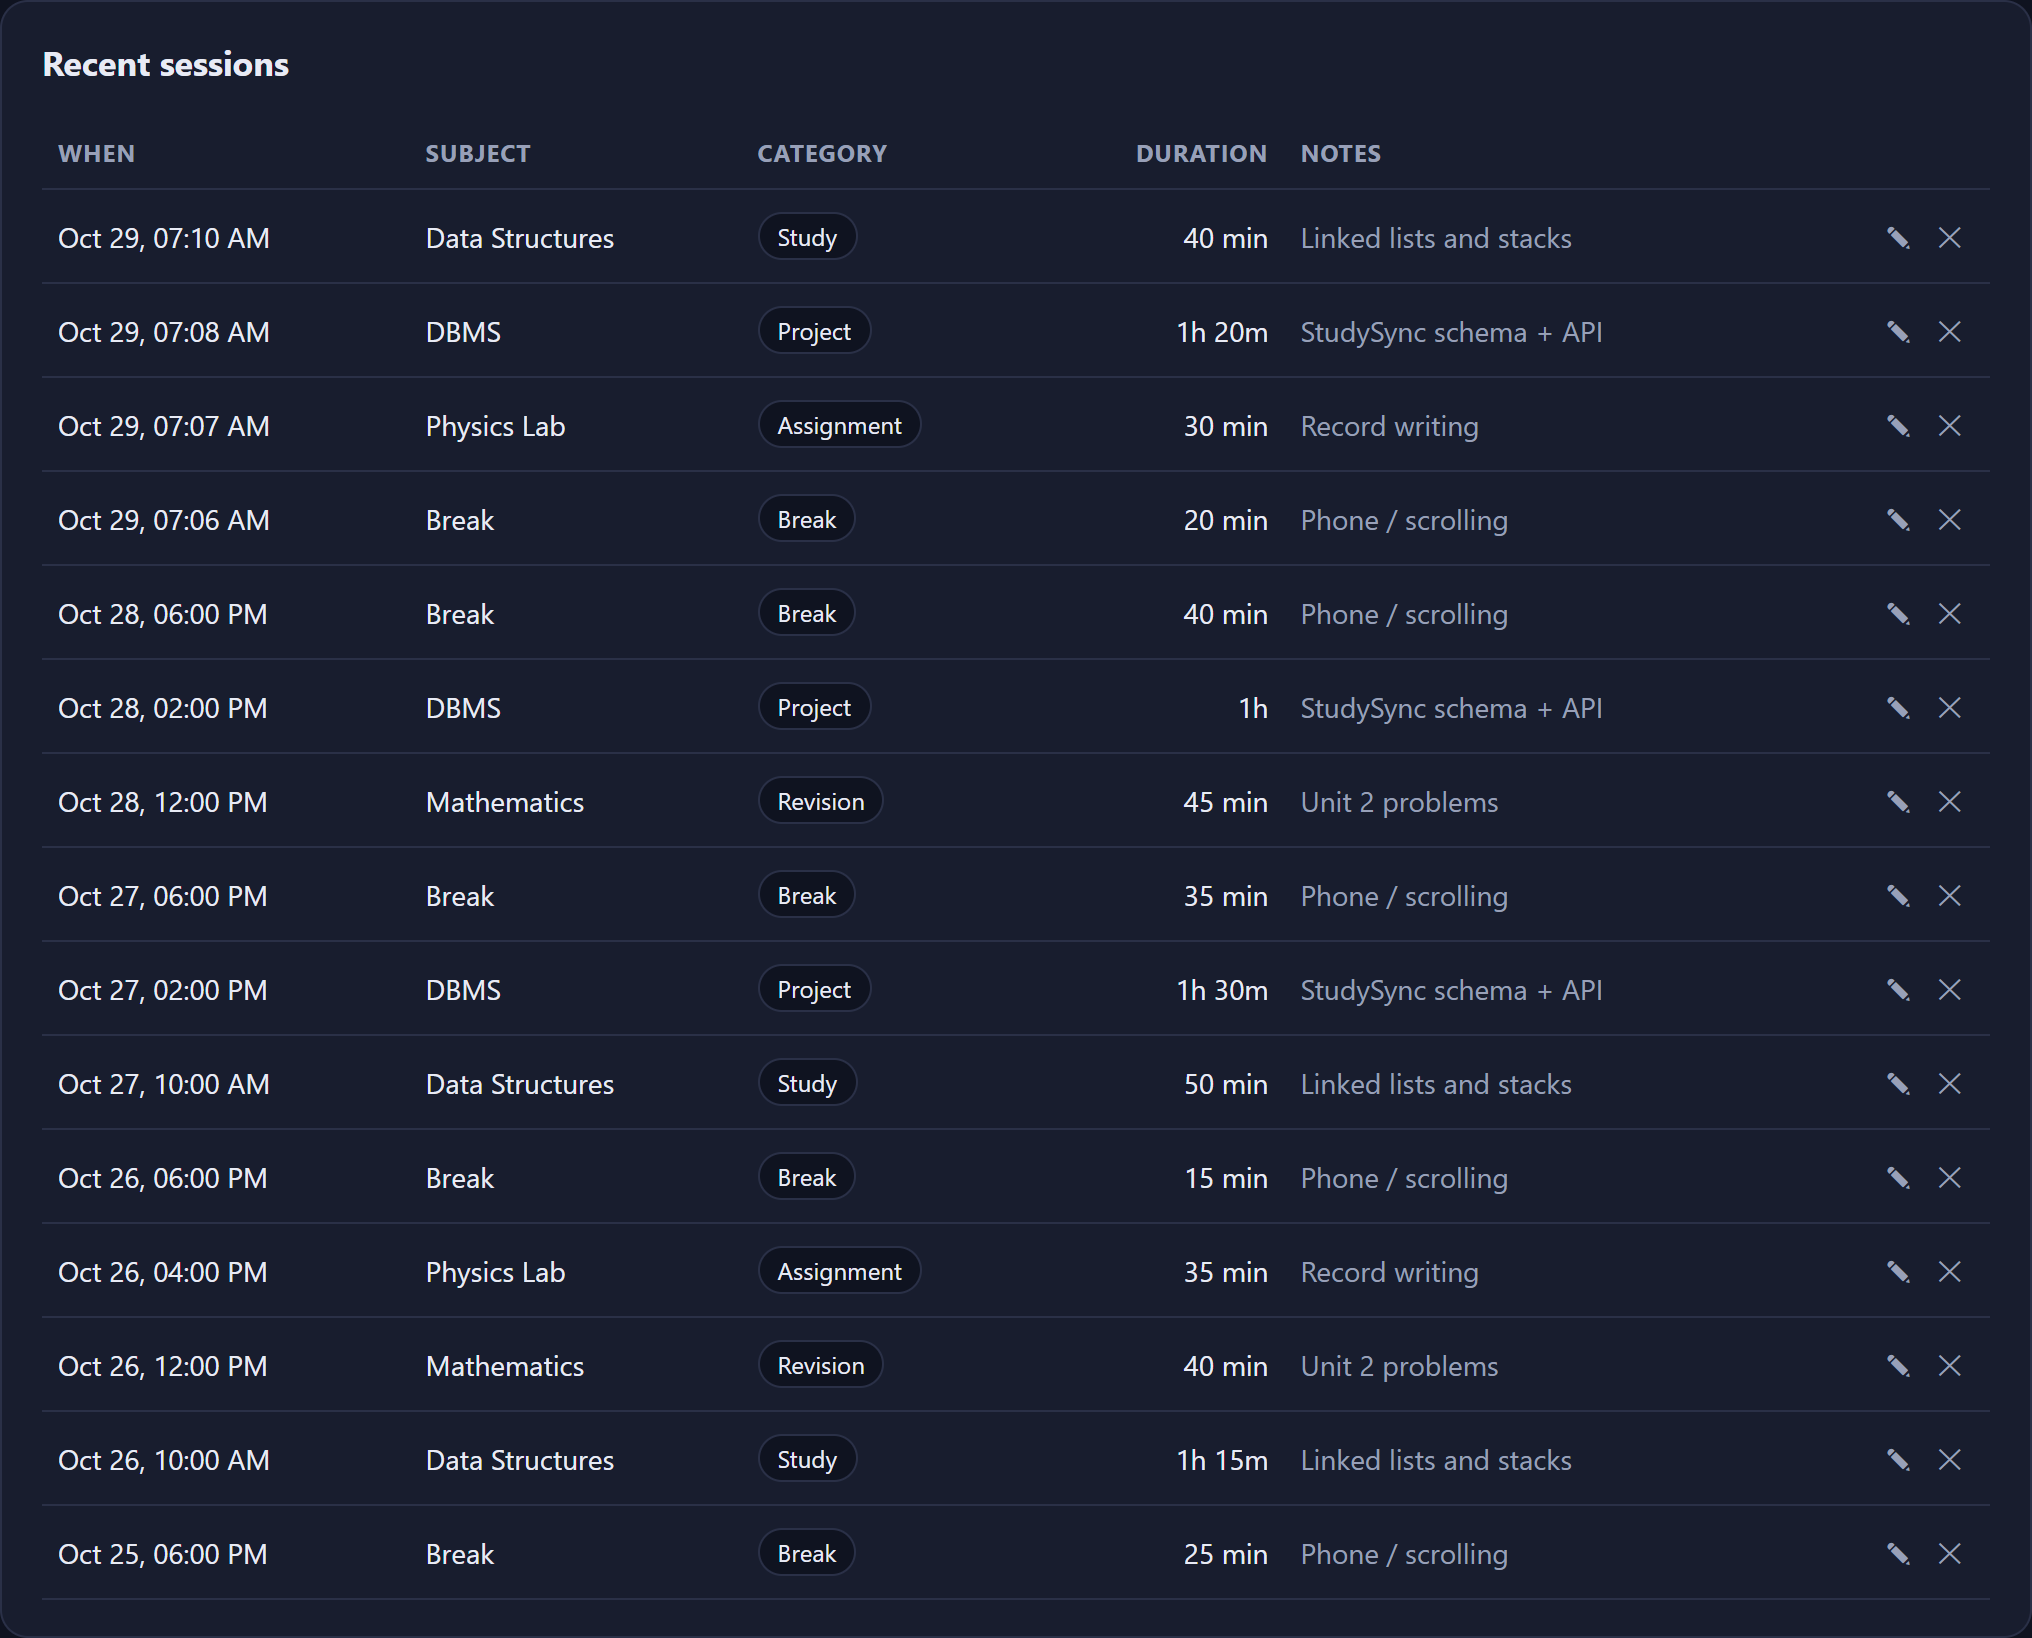 Recent sessions
WHEN SUBJECT CATEGORY DURATION NOTES
Oct 29, 07:10 AM Data Structures Study 40 min Linked lists and stacks
Oct 29, 07:08 AM DBMS Project 1h 20m StudySync schema + API
Oct 29, 07:07 AM Physics Lab Assignment 30 min Record writing
Oct 29, 07:06 AM Break Break 20 min Phone / scrolling
Oct 28, 06:00 PM Break Break 40 min Phone / scrolling
Oct 28, 02:00 PM DBMS Project 1h StudySync schema + API
Oct 28, 12:00 PM Mathematics Revision 45 min Unit 2 problems
Oct 27, 06:00 PM Break Break 35 min Phone / scrolling
Oct 27, 02:00 PM DBMS Project 1h 30m StudySync schema + API
Oct 27, 10:00 AM Data Structures Study 50 min Linked lists and stacks
Oct 26, 06:00 PM Break Break 15 min Phone / scrolling
Oct 26, 04:00 PM Physics Lab Assignment 35 min Record writing
Oct 26, 12:00 PM Mathematics Revision 40 min Unit 2 problems
Oct 26, 10:00 AM Data Structures Study 1h 15m Linked lists and stacks
Oct 25, 06:00 PM Break Break 25 min Phone / scrolling